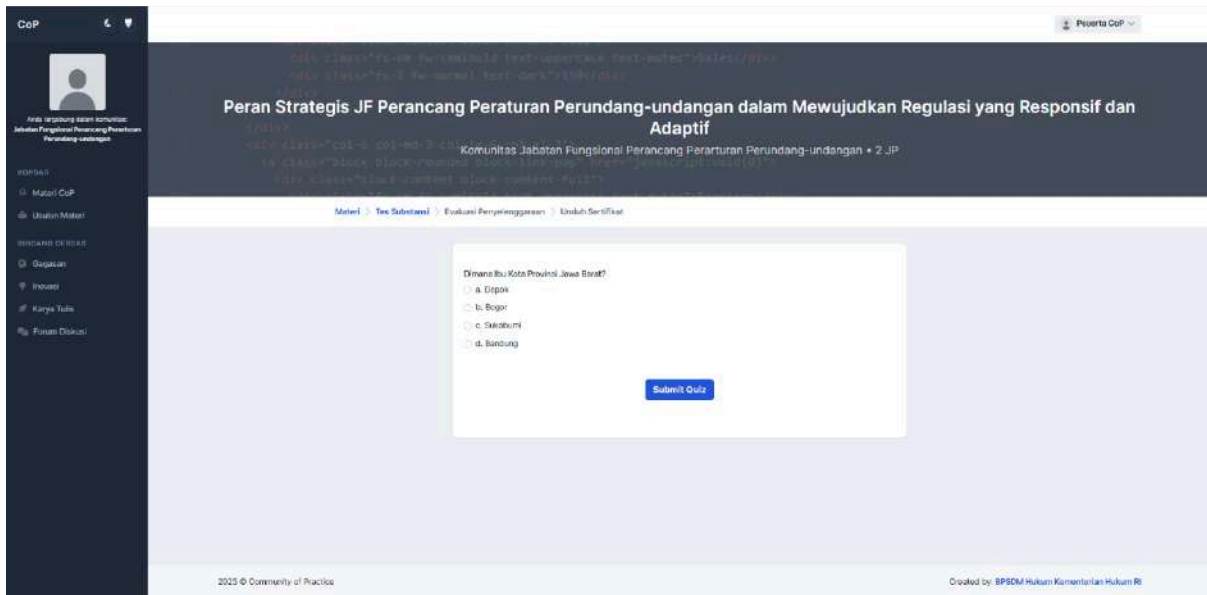 CoP
Psuerta CoP
Anda tergabung dalam komunitas:
Jabatan Fungsional Perancang Perarturan
Perundang-undangan
Materi CoP
Usulan Materi
Gagasan
Inovasi
Karya Tulis
Forum Diskusi
Peran Strategis JF Perancang Peraturan Perundang-undangan dalam Mewujudkan Regulasi yang Responsif dan
Adaptif
Komunitas Jabatan Fungsional Perancang Perarturan Perundang-undangan • 2 JP
Materi > Tes Substansi > Evaluasi Penyelenggaraan > Unduh Sertifikat
Dimana Ibu Kota Provinsi Jawa Barat?
a. Depok
b. Bogor
c. Sukabumi
d. Bandung
Submit Quiz
2025 © Community of Practice
Created by: BPSDM Hukum Kementerian Hukum RI